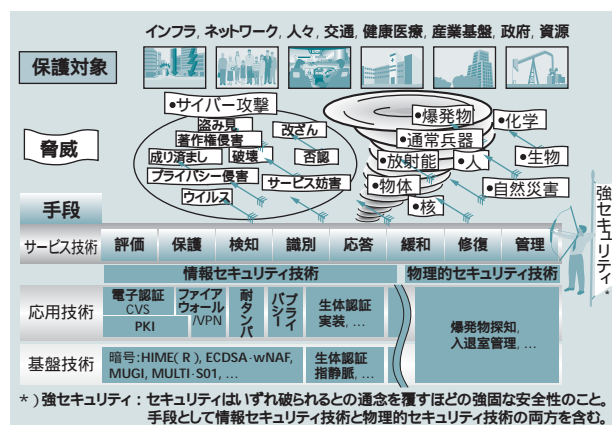 インフラ, ネットワーク, 人々, 交通, 健康医療, 産業基盤, 政府, 資源
保護対象
脅威
•サイバー攻撃
盗み見
改ざん
著作権侵害
成り済まし
破壊
否認
プライバシー侵害
サービス妨害
ウイルス
•爆発物
•化学
•通常兵器
•放射能
•人
•生物
•物体
•自然災害
•核
強セキュリティ*
手段
サービス技術 評価 保護 検知 識別 応答 緩和 修復 管理
情報セキュリティ技術 物理的セキュリティ技術
応用技術
電子認証
CVS
PKI
ファイア
ウォール
/VPN
耐タンパ
プライバシー
生体認証
実装, …
爆発物探知,
入退室管理, …
基盤技術
暗号:HIME(R), ECDSA-wNAF,
MUGI, MULTI-S01, …
生体認証
指静脈, …
*)強セキュリティ:セキュリティはいずれ破られるとの通念を覆すほどの強固な安全性のこと。
手段として情報セキュリティ技術と物理的セキュリティ技術の両方を含む。